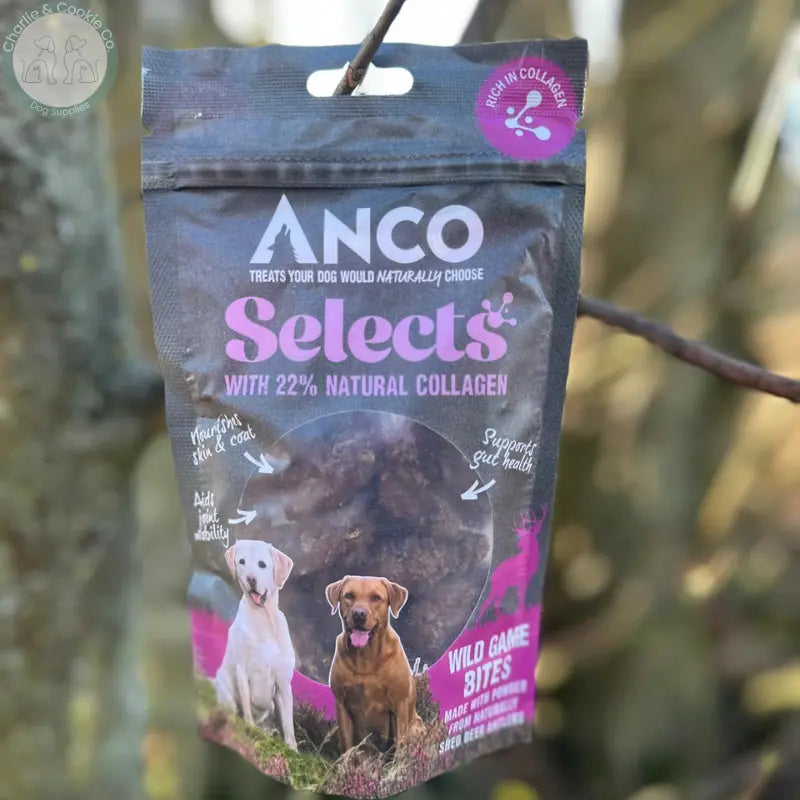 Charlie & Cookie Co.
Dog Supplies
RICH IN COLLAGEN
ANCO
TREATS YOUR DOG WOULD NATURALLY CHOOSE
Selects
WITH 22% NATURAL COLLAGEN
Nourishes
skin & coat
Supports
gut health
Aids
joint
mobility
WILD GAME
BITES
MADE WITH POWDER
FROM NATURALLY
SHED DEER ANTLERS